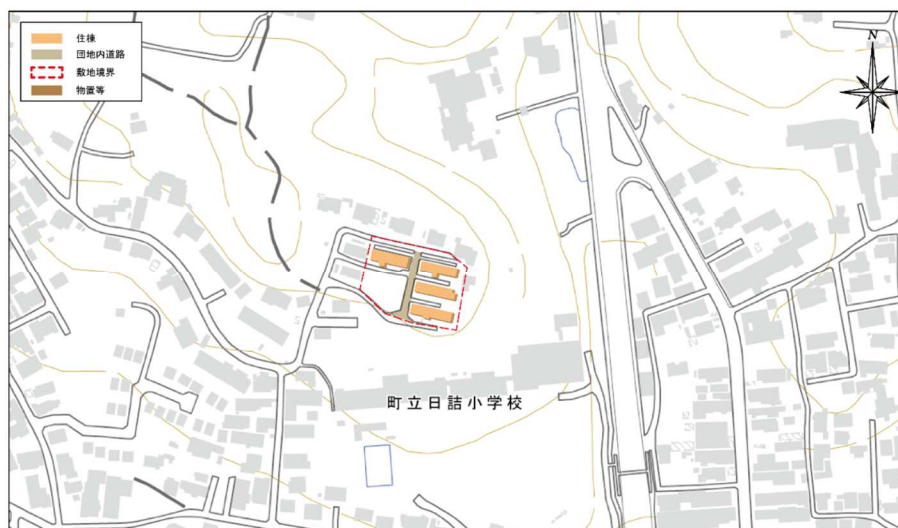 住棟
団地内道路
敷地境界
物置等
N
町立日詰小学校